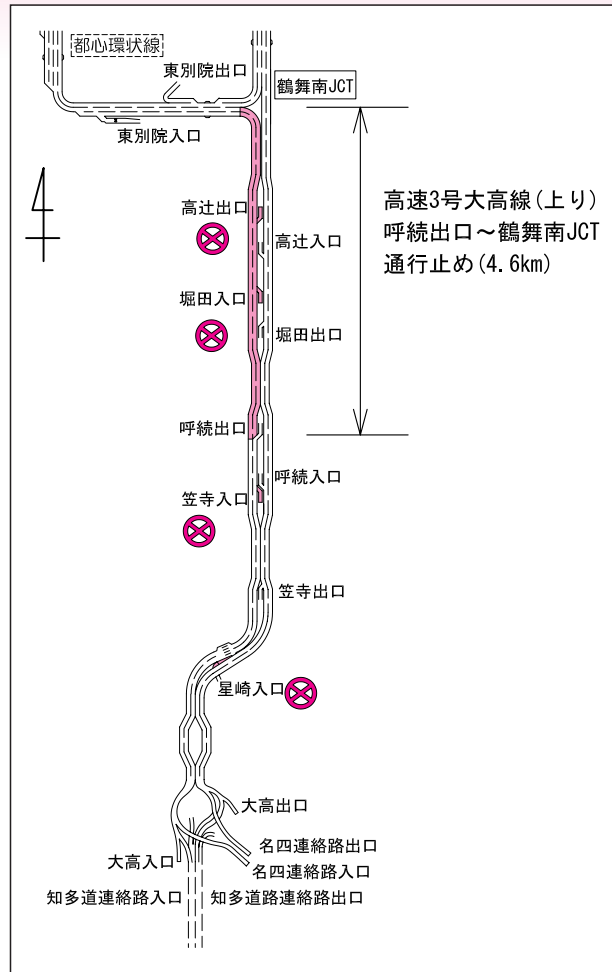 都心環状線
東別院出口
鶴舞南JCT
東別院入口
高辻出口
高辻入口
高速3号大高線(上り)
呼続出口～鶴舞南JCT
通行止め(4.6km)
堀田入口
堀田出口
呼続出口
呼続入口
笠寺入口
笠寺出口
星崎入口
大高出口
名四連絡路出口
大高入口
名四連絡路入口
知多道連絡路入口
知多道路連絡路出口